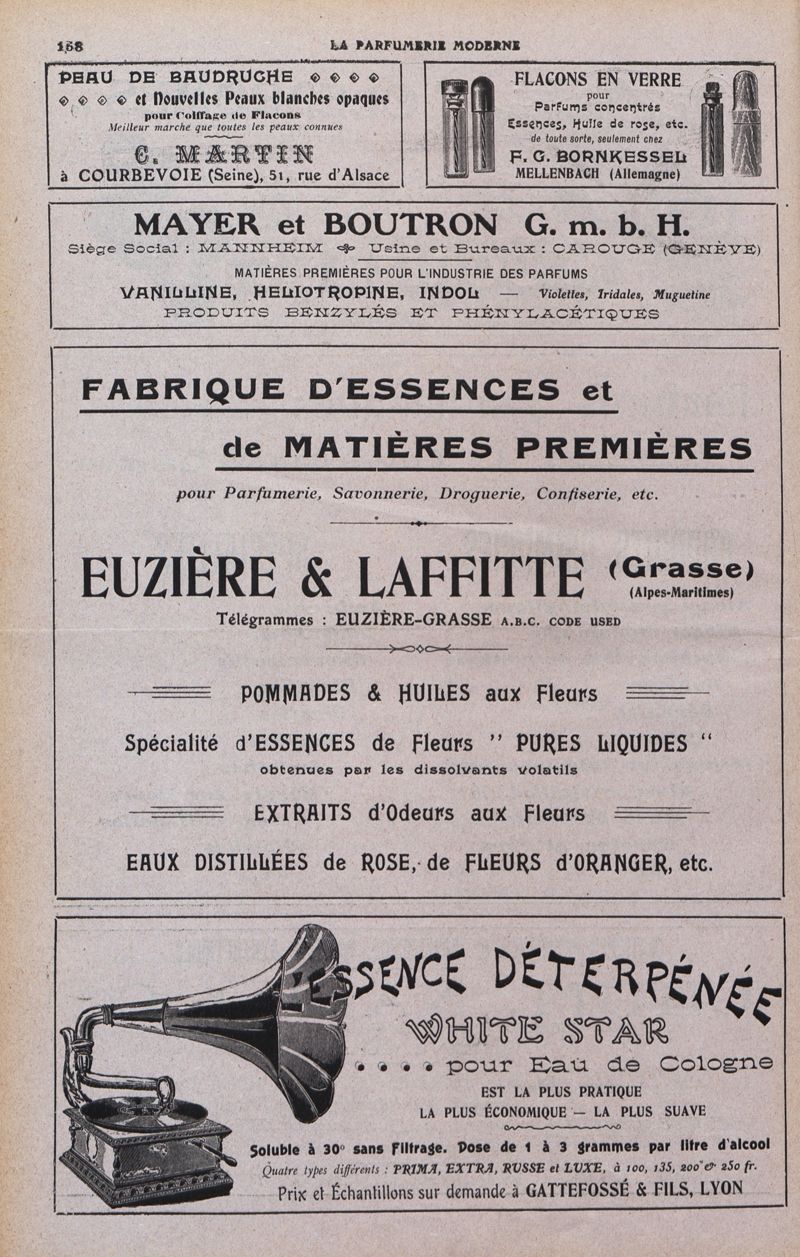 158
LA PARFUMERIE MODERNE
PEAU DE BAUDRUCHE
et Nouvelles Peaux blanches opaques
pour Coiffage de Flacons
Meilleur marché que toutes les peaux connues
C. MARTIN
à COURBEVOIE (Seine), 51, rue d'Alsace
FLACONS EN VERRE
pour
Parfums concentrés
Essences, Huile de rose, etc.
de toute sorte, seulement chez
F. G. BORNKESSEL
MELLENBACH (Allemagne)
MAYER et BOUTRON G. m. b. H.
Siège Social : MANNHEIM Usine et Bureaux : CAROUGE (GENÈVE)
MATIÈRES PREMIÈRES POUR L'INDUSTRIE DES PARFUMS
VANILLINE, HELIOTROPINE, INDOL — Violettes, Iridales, Muguetine
PRODUITS BENZYLÉS ET PHÉNYLACÉTIQUES
FABRIQUE D'ESSENCES et
de MATIÈRES PREMIÈRES
pour Parfumerie, Savonnerie, Droguerie, Confiserie, etc.
EUZIÈRE & LAFFITTE (Grasse)
(Alpes-Maritimes)
Télégrammes : EUZIÈRE-GRASSE A.B.C. CODE USED
POMMADES & HUILES aux Fleurs
Spécialité d'ESSENCES de Fleurs " PURES LIQUIDES "
obtenues par les dissolvants volatils
EXTRAITS d'Odeurs aux Fleurs
EAUX DISTILLÉES de ROSE, de FLEURS d'ORANGER, etc.
L'ESSENCE DÉTERPÉNÉE
WHITE STAR
. . . . pour Eau de Cologne
EST LA PLUS PRATIQUE
LA PLUS ÉCONOMIQUE — LA PLUS SUAVE
Soluble à 30° sans Filtrage. Dose de 1 à 3 grammes par litre d'alcool
Quatre types différents : PRIMA, EXTRA, RUSSE et LUXE, à 100, 135, 200 & 250 fr.
Prix et Échantillons sur demande à GATTEFOSSÉ & FILS, LYON